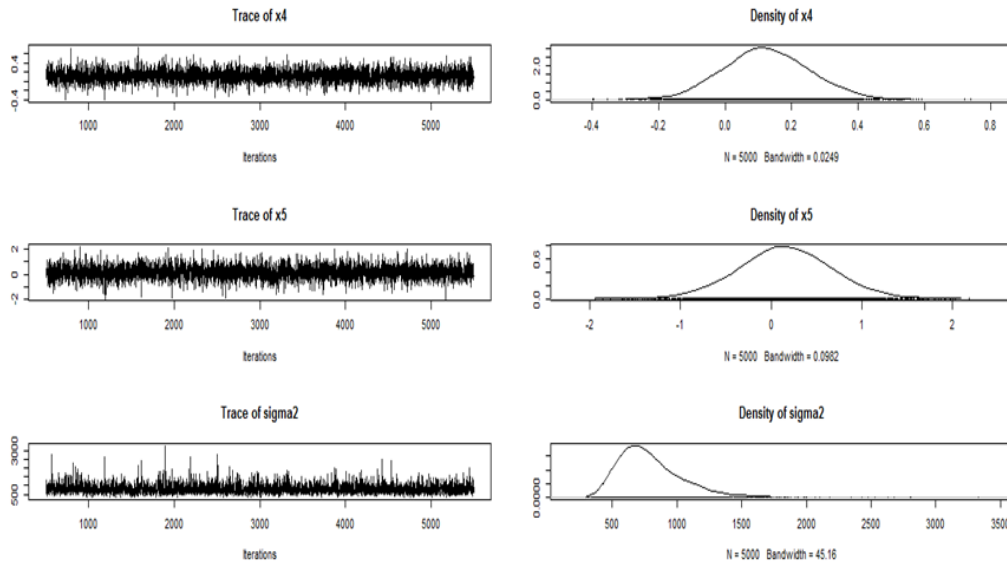 Trace of x4
0.4
-0.4
1000 2000 3000 4000 5000
Iterations
Density of x4
2.0
0.0
-0.4 -0.2 0.0 0.2 0.4 0.6 0.8
N = 5000 Bandwidth = 0.0249
Trace of x5
2
0
-2
1000 2000 3000 4000 5000
Iterations
Density of x5
0.6
0.0
-2 -1 0 1 2
N = 5000 Bandwidth = 0.0982
Trace of sigma2
3000
500
1000 2000 3000 4000 5000
Iterations
Density of sigma2
0.0000
500 1000 1500 2000 2500 3000 3500
N = 5000 Bandwidth = 45.16